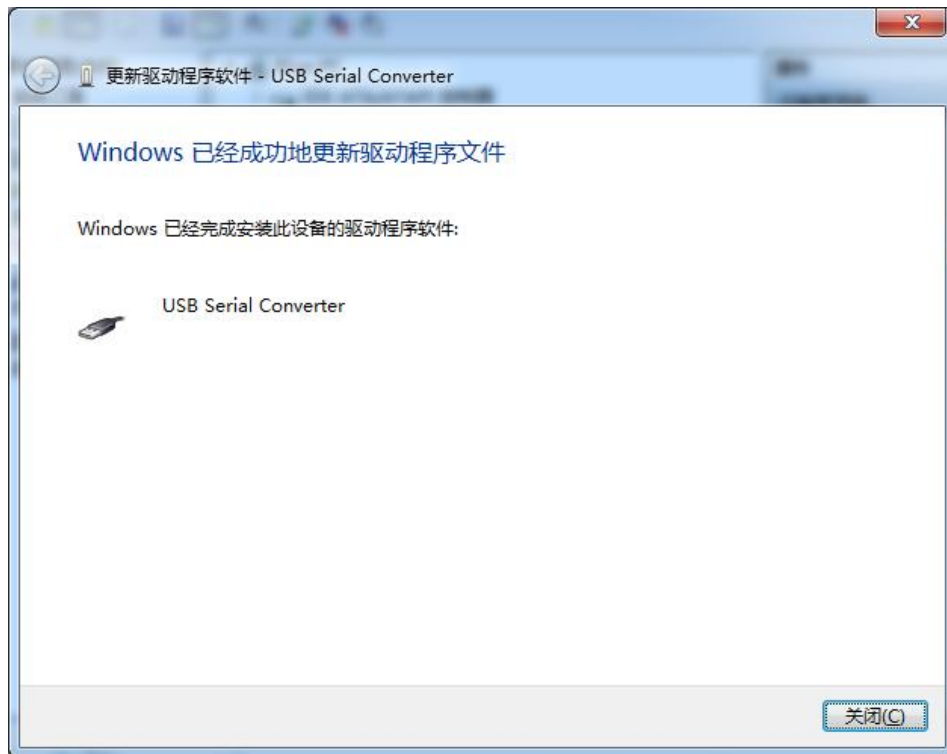 更新驱动程序软件 - USB Serial Converter
Windows 已经成功地更新驱动程序文件
Windows 已经完成安装此设备的驱动程序软件:
USB Serial Converter
关闭(C)